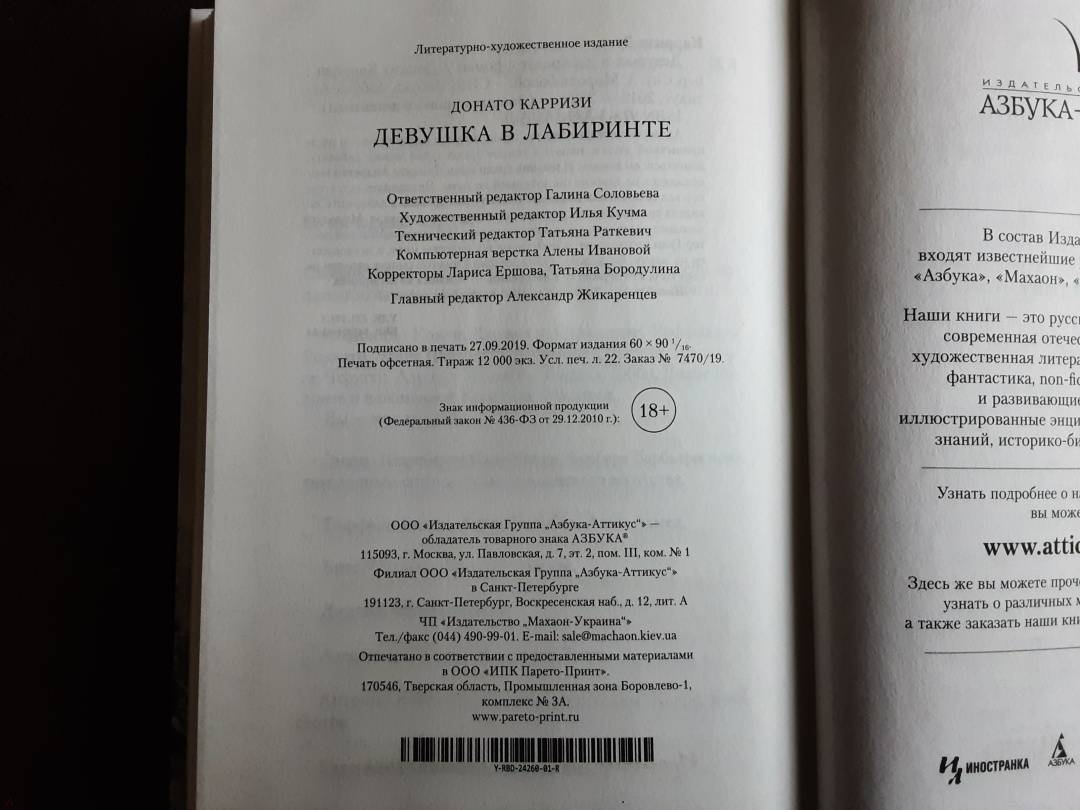 Литературно-художественное издание
ДОНАТО КАРРИЗИ
ДЕВУШКА В ЛАБИРИНТЕ
Ответственный редактор Галина Соловьева
Художественный редактор Илья Кучма
Технический редактор Татьяна Раткевич
Компьютерная верстка Алены Ивановой
Корректоры Лариса Ершова, Татьяна Бородулина
Главный редактор Александр Жикаренцев
Подписано в печать 27.09.2019. Формат издания 60 × 90 1/16.
Печать офсетная. Тираж 12 000 экз. Усл. печ. л. 22. Заказ № 7470/19.
Знак информационной продукции
(Федеральный закон № 436-ФЗ от 29.12.2010 г.):
18+
ООО «Издательская Группа „Азбука-Аттикус“» —
обладатель товарного знака АЗБУКА®
115093, г. Москва, ул. Павловская, д. 7, эт. 2, пом. III, ком. № 1
Филиал ООО «Издательская Группа „Азбука-Аттикус“»
в Санкт-Петербурге
191123, г. Санкт-Петербург, Воскресенская наб., д. 12, лит. А
ЧП «Издательство „Махаон-Украина“»
Тел./факс (044) 490-99-01. E-mail: sale@machaon.kiev.ua
Отпечатано в соответствии с предоставленными материалами
в ООО «ИПК Парето-Принт».
170546, Тверская область, Промышленная зона Боровлево-1,
комплекс № 3А.
www.pareto-print.ru
Y-RBD-24260-01-R
ИЗДАТЕЛЬС
АЗБУКА-
В состав Изда
входят известнейшие
«Азбука», «Махаон», «
Наши книги — это русск
современная отечес
художественная литера
фантастика, non-fic
и развивающие
иллюстрированные энци
знаний, историко-би
Узнать подробнее о на
вы може
www.attic
Здесь же вы можете проч
узнать о различных м
а также заказать наши кни
ИНОСТРАНКА
АЗБУКА